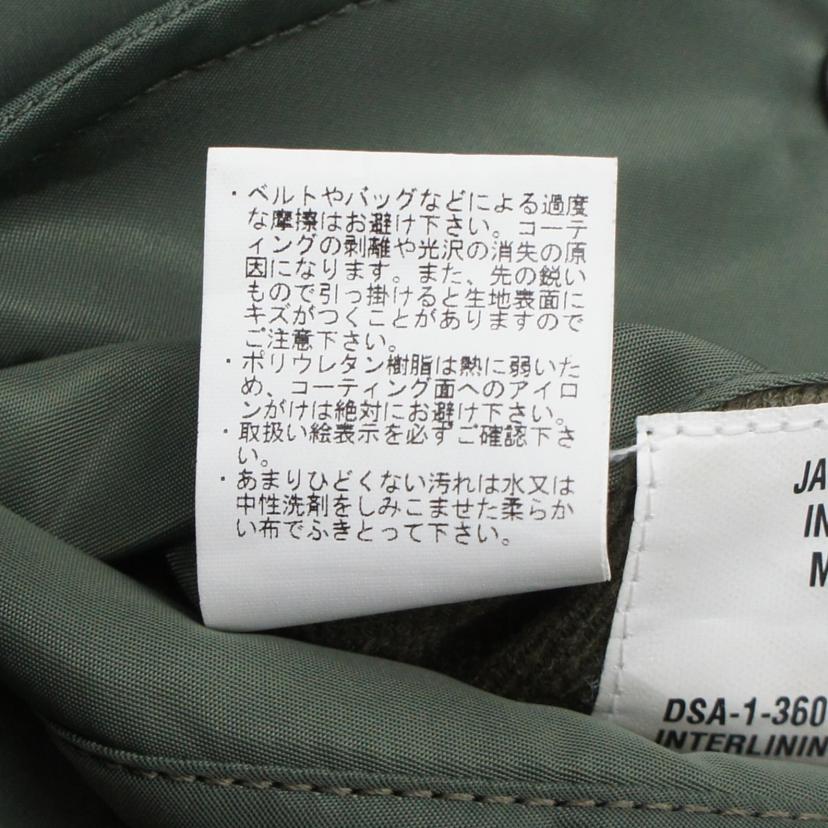 ・ベルトやバッグなどによる過度
な摩擦はお避け下さい。コーテ
ィングの剥離や光沢の消失の原
因になります。また、先の鋭い
もので引っ掛けると生地表面に
キズがつくことがありますので
ご注意下さい。
・ポリウレタン樹脂は熱に弱いた
め、コーティング面へのアイロ
ンがけは絶対にお避け下さい。
・取扱い絵表示を必ずご確認下さ
い。
・あまりひどくない汚れは水又は
中性洗剤をしみこませた柔らか
い布でふきとって下さい。
JA
IN
M
DSA-1-360
INTERLININ